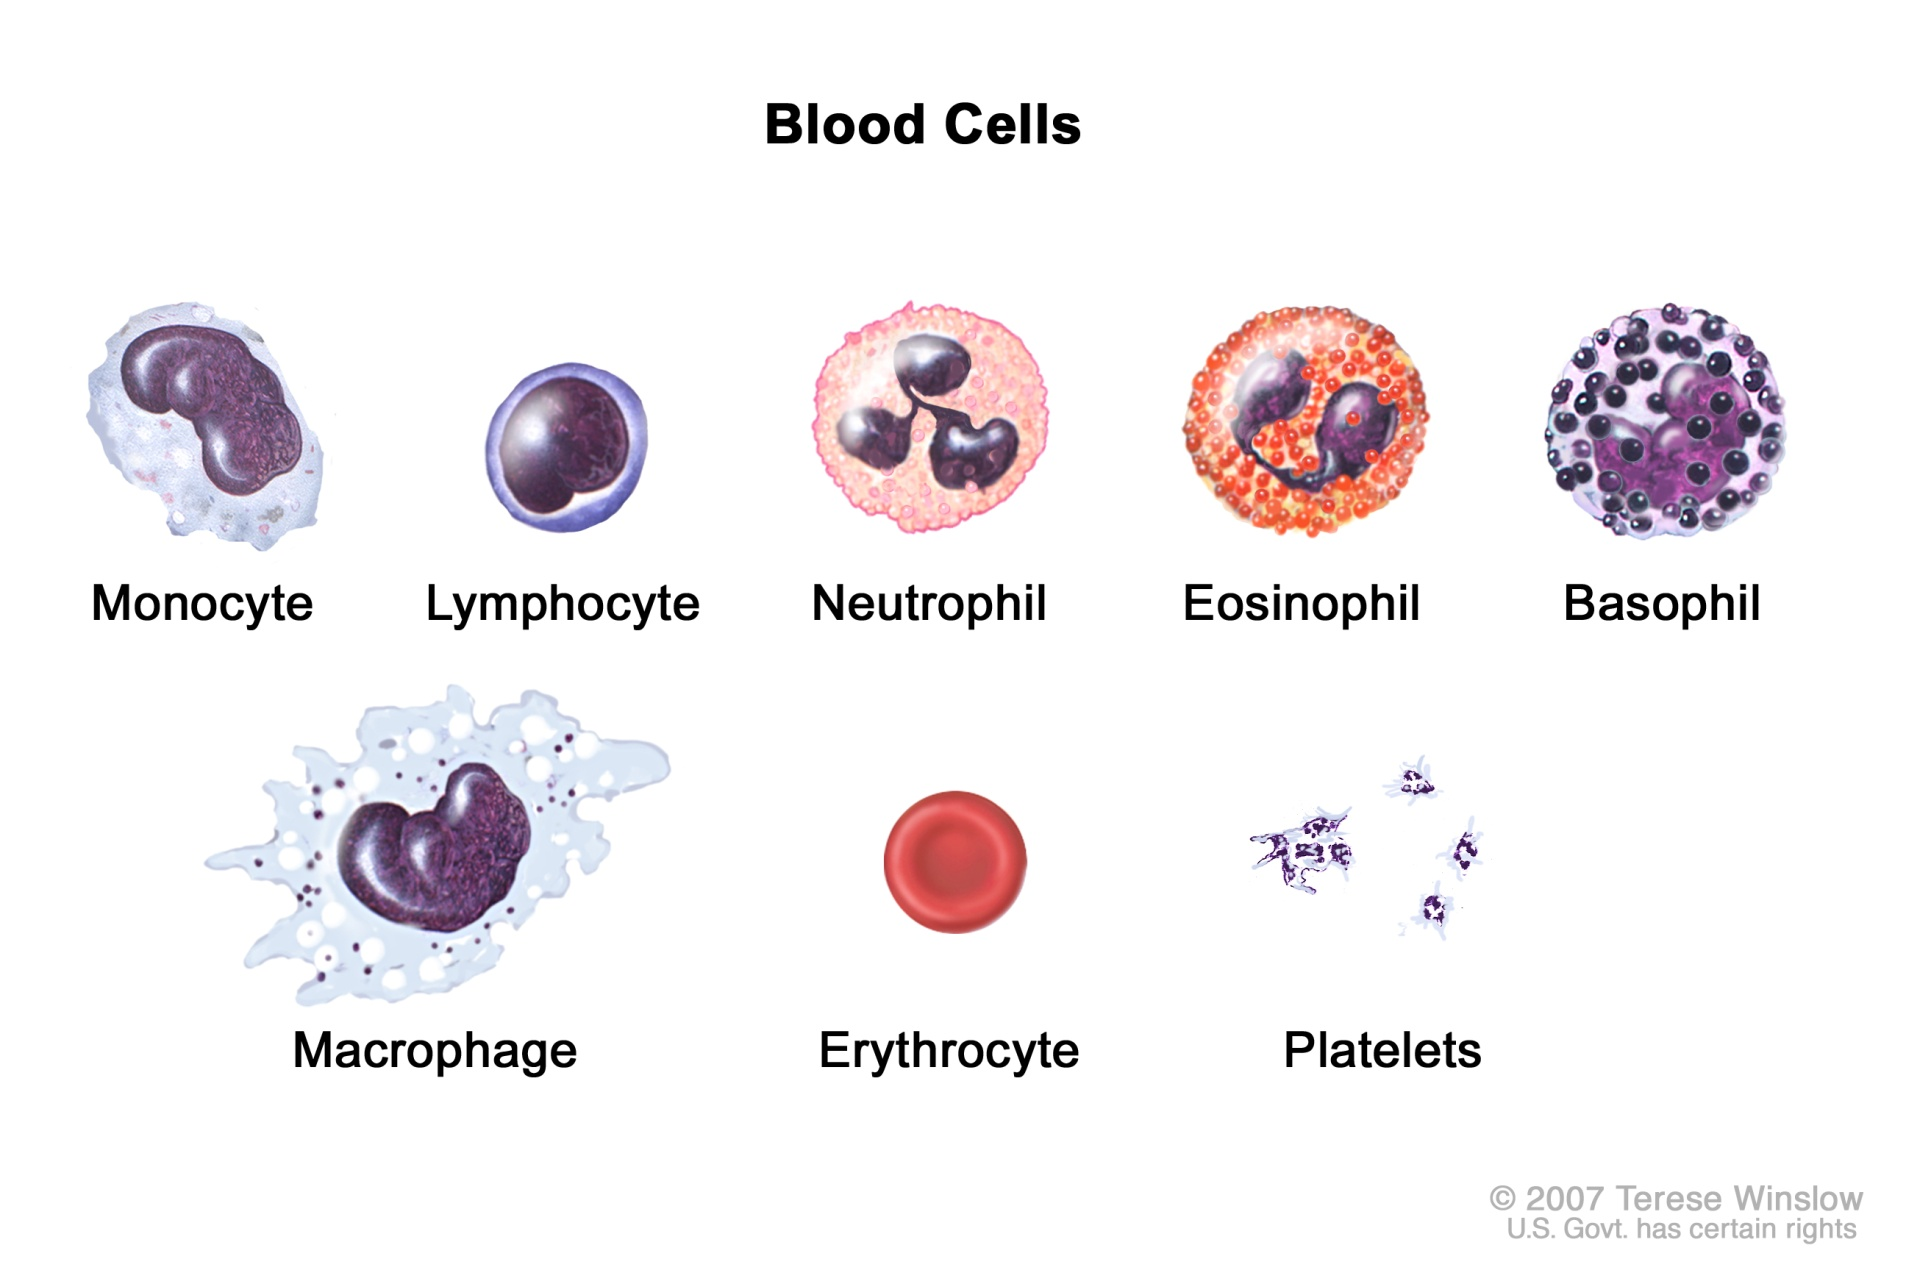 Blood Cells
Monocyte
Lymphocyte
Neutrophil
Eosinophil
Basophil
Macrophage
Erythrocyte
Platelets
© 2007 Terese Winslow
U.S. Govt. has certain rights